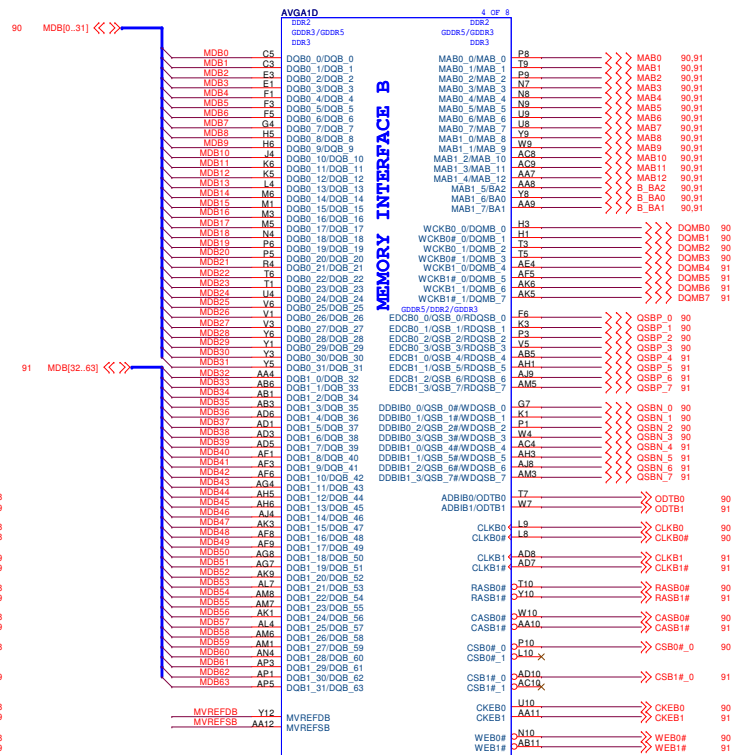 AVGA1D 4 OF 8
DDR2 DDR2
GDDR3/GDDR5 GDDR5/GDDR3
DDR3 DDR3
90 MDB[0..31]
MEMORY INTERFACE B
MDB0 C5 DQB0_0/DQB_0
MDB1 C3 DQB0_1/DQB_1
MDB2 E3 DQB0_2/DQB_2
MDB3 E1 DQB0_3/DQB_3
MDB4 F1 DQB0_4/DQB_4
MDB5 F3 DQB0_5/DQB_5
MDB6 F5 DQB0_6/DQB_6
MDB7 G4 DQB0_7/DQB_7
MDB8 H5 DQB0_8/DQB_8
MDB9 H6 DQB0_9/DQB_9
MDB10 J4 DQB0_10/DQB_10
MDB11 K6 DQB0_11/DQB_11
MDB12 K5 DQB0_12/DQB_12
MDB13 L4 DQB0_13/DQB_13
MDB14 M6 DQB0_14/DQB_14
MDB15 M1 DQB0_15/DQB_15
MDB16 M3 DQB0_16/DQB_16
MDB17 M5 DQB0_17/DQB_17
MDB18 N4 DQB0_18/DQB_18
MDB19 P6 DQB0_19/DQB_19
MDB20 P5 DQB0_20/DQB_20
MDB21 R4 DQB0_21/DQB_21
MDB22 T6 DQB0_22/DQB_22
MDB23 T1 DQB0_23/DQB_23
MDB24 U4 DQB0_24/DQB_24
MDB25 V6 DQB0_25/DQB_25
MDB26 V1 DQB0_26/DQB_26
MDB27 V3 DQB0_27/DQB_27
MDB28 Y6 DQB0_28/DQB_28
MDB29 Y1 DQB0_29/DQB_29
MDB30 Y3 DQB0_30/DQB_30
MDB31 Y5 DQB0_31/DQB_31
91 MDB[32..63]
MDB32 AA4 DQB1_0/DQB_32
MDB33 AB6 DQB1_1/DQB_33
MDB34 AB1 DQB1_2/DQB_34
MDB35 AB3 DQB1_3/DQB_35
MDB36 AD6 DQB1_4/DQB_36
MDB37 AD1 DQB1_5/DQB_37
MDB38 AD3 DQB1_6/DQB_38
MDB39 AD5 DQB1_7/DQB_39
MDB40 AF1 DQB1_8/DQB_40
MDB41 AF3 DQB1_9/DQB_41
MDB42 AF6 DQB1_10/DQB_42
MDB43 AG4 DQB1_11/DQB_43
MDB44 AH5 DQB1_12/DQB_44
MDB45 AH6 DQB1_13/DQB_45
MDB46 AJ4 DQB1_14/DQB_46
MDB47 AK3 DQB1_15/DQB_47
MDB48 AF8 DQB1_16/DQB_48
MDB49 AF9 DQB1_17/DQB_49
MDB50 AG8 DQB1_18/DQB_50
MDB51 AG7 DQB1_19/DQB_51
MDB52 AK9 DQB1_20/DQB_52
MDB53 AL7 DQB1_21/DQB_53
MDB54 AM8 DQB1_22/DQB_54
MDB55 AM7 DQB1_23/DQB_55
MDB56 AK1 DQB1_24/DQB_56
MDB57 AL4 DQB1_25/DQB_57
MDB58 AM6 DQB1_26/DQB_58
MDB59 AM1 DQB1_27/DQB_59
MDB60 AN4 DQB1_28/DQB_60
MDB61 AP3 DQB1_29/DQB_61
MDB62 AP1 DQB1_30/DQB_62
MDB63 AP5 DQB1_31/DQB_63
MVREFDB Y12 MVREFDB
MVREFSB AA12 MVREFSB
MAB0_0/MAB_0 P8 MAB0 90,91
MAB0_1/MAB_1 T9 MAB1 90,91
MAB0_2/MAB_2 P9 MAB2 90,91
MAB0_3/MAB_3 N7 MAB3 90,91
MAB0_4/MAB_4 N8 MAB4 90,91
MAB0_5/MAB_5 N9 MAB5 90,91
MAB0_6/MAB_6 U9 MAB6 90,91
MAB0_7/MAB_7 U8 MAB7 90,91
MAB1_0/MAB_8 Y9 MAB8 90,91
MAB1_1/MAB_9 W9 MAB9 90,91
MAB1_2/MAB_10 AC8 MAB10 90,91
MAB1_3/MAB_11 AC9 MAB11 90,91
MAB1_4/MAB_12 AA7 MAB12 90,91
MAB1_5/BA2 AA8 B_BA2 90,91
MAB1_6/BA0 Y8 B_BA0 90,91
MAB1_7/BA1 AA9 B_BA1 90,91
WCKB0_0/DQMB_0 H3 DQMB0 90
WCKB0#_0/DQMB_1 H1 DQMB1 90
WCKB0_1/DQMB_2 T3 DQMB2 90
WCKB0#_1/DQMB_3 T5 DQMB3 90
WCKB1_0/DQMB_4 AE4 DQMB4 91
WCKB1#_0/DQMB_5 AF5 DQMB5 91
WCKB1_1/DQMB_6 AK6 DQMB6 91
WCKB1#_1/DQMB_7 AK5 DQMB7 91
GDDR5/DDR2/GDDR3
EDCB0_0/QSB_0/RDQSB_0 F6 QSBP_0 90
EDCB0_1/QSB_1/RDQSB_1 K3 QSBP_1 90
EDCB0_2/QSB_2/RDQSB_2 P3 QSBP_2 90
EDCB0_3/QSB_3/RDQSB_3 V5 QSBP_3 90
EDCB1_0/QSB_4/RDQSB_4 AB5 QSBP_4 91
EDCB1_1/QSB_5/RDQSB_5 AH1 QSBP_5 91
EDCB1_2/QSB_6/RDQSB_6 AJ9 QSBP_6 91
EDCB1_3/QSB_7/RDQSB_7 AM5 QSBP_7 91
DDBIB0_0/QSB_0#/WDQSB_0 G7 QSBN_0 90
DDBIB0_1/QSB_1#/WDQSB_1 K1 QSBN_1 90
DDBIB0_2/QSB_2#/WDQSB_2 P1 QSBN_2 90
DDBIB0_3/QSB_3#/WDQSB_3 W4 QSBN_3 90
DDBIB1_0/QSB_4#/WDQSB_4 AC4 QSBN_4 91
DDBIB1_1/QSB_5#/WDQSB_5 AH3 QSBN_5 91
DDBIB1_2/QSB_6#/WDQSB_6 AJ8 QSBN_6 91
DDBIB1_3/QSB_7#/WDQSB_7 AM3 QSBN_7 91
ADBIB0/ODTB0 T7 ODTB0 90
ADBIB1/ODTB1 W7 ODTB1 91
CLKB0 L9 CLKB0 90
CLKB0# L8 CLKB0# 90
CLKB1 AD8 CLKB1 91
CLKB1# AD7 CLKB1# 91
RASB0# T10 RASB0# 90
RASB1# Y10 RASB1# 91
CASB0# W10 CASB0# 90
CASB1# AA10 CASB1# 91
CSB0#_0 P10 CSB0#_0 90
CSB0#_1 L10
CSB1#_0 AD10 CSB1#_0 91
CSB1#_1 AC10
CKEB0 U10 CKEB0 90
CKEB1 AA11 CKEB1 91
WEB0# N10 WEB0# 90
WEB1# AB11 WEB1# 91